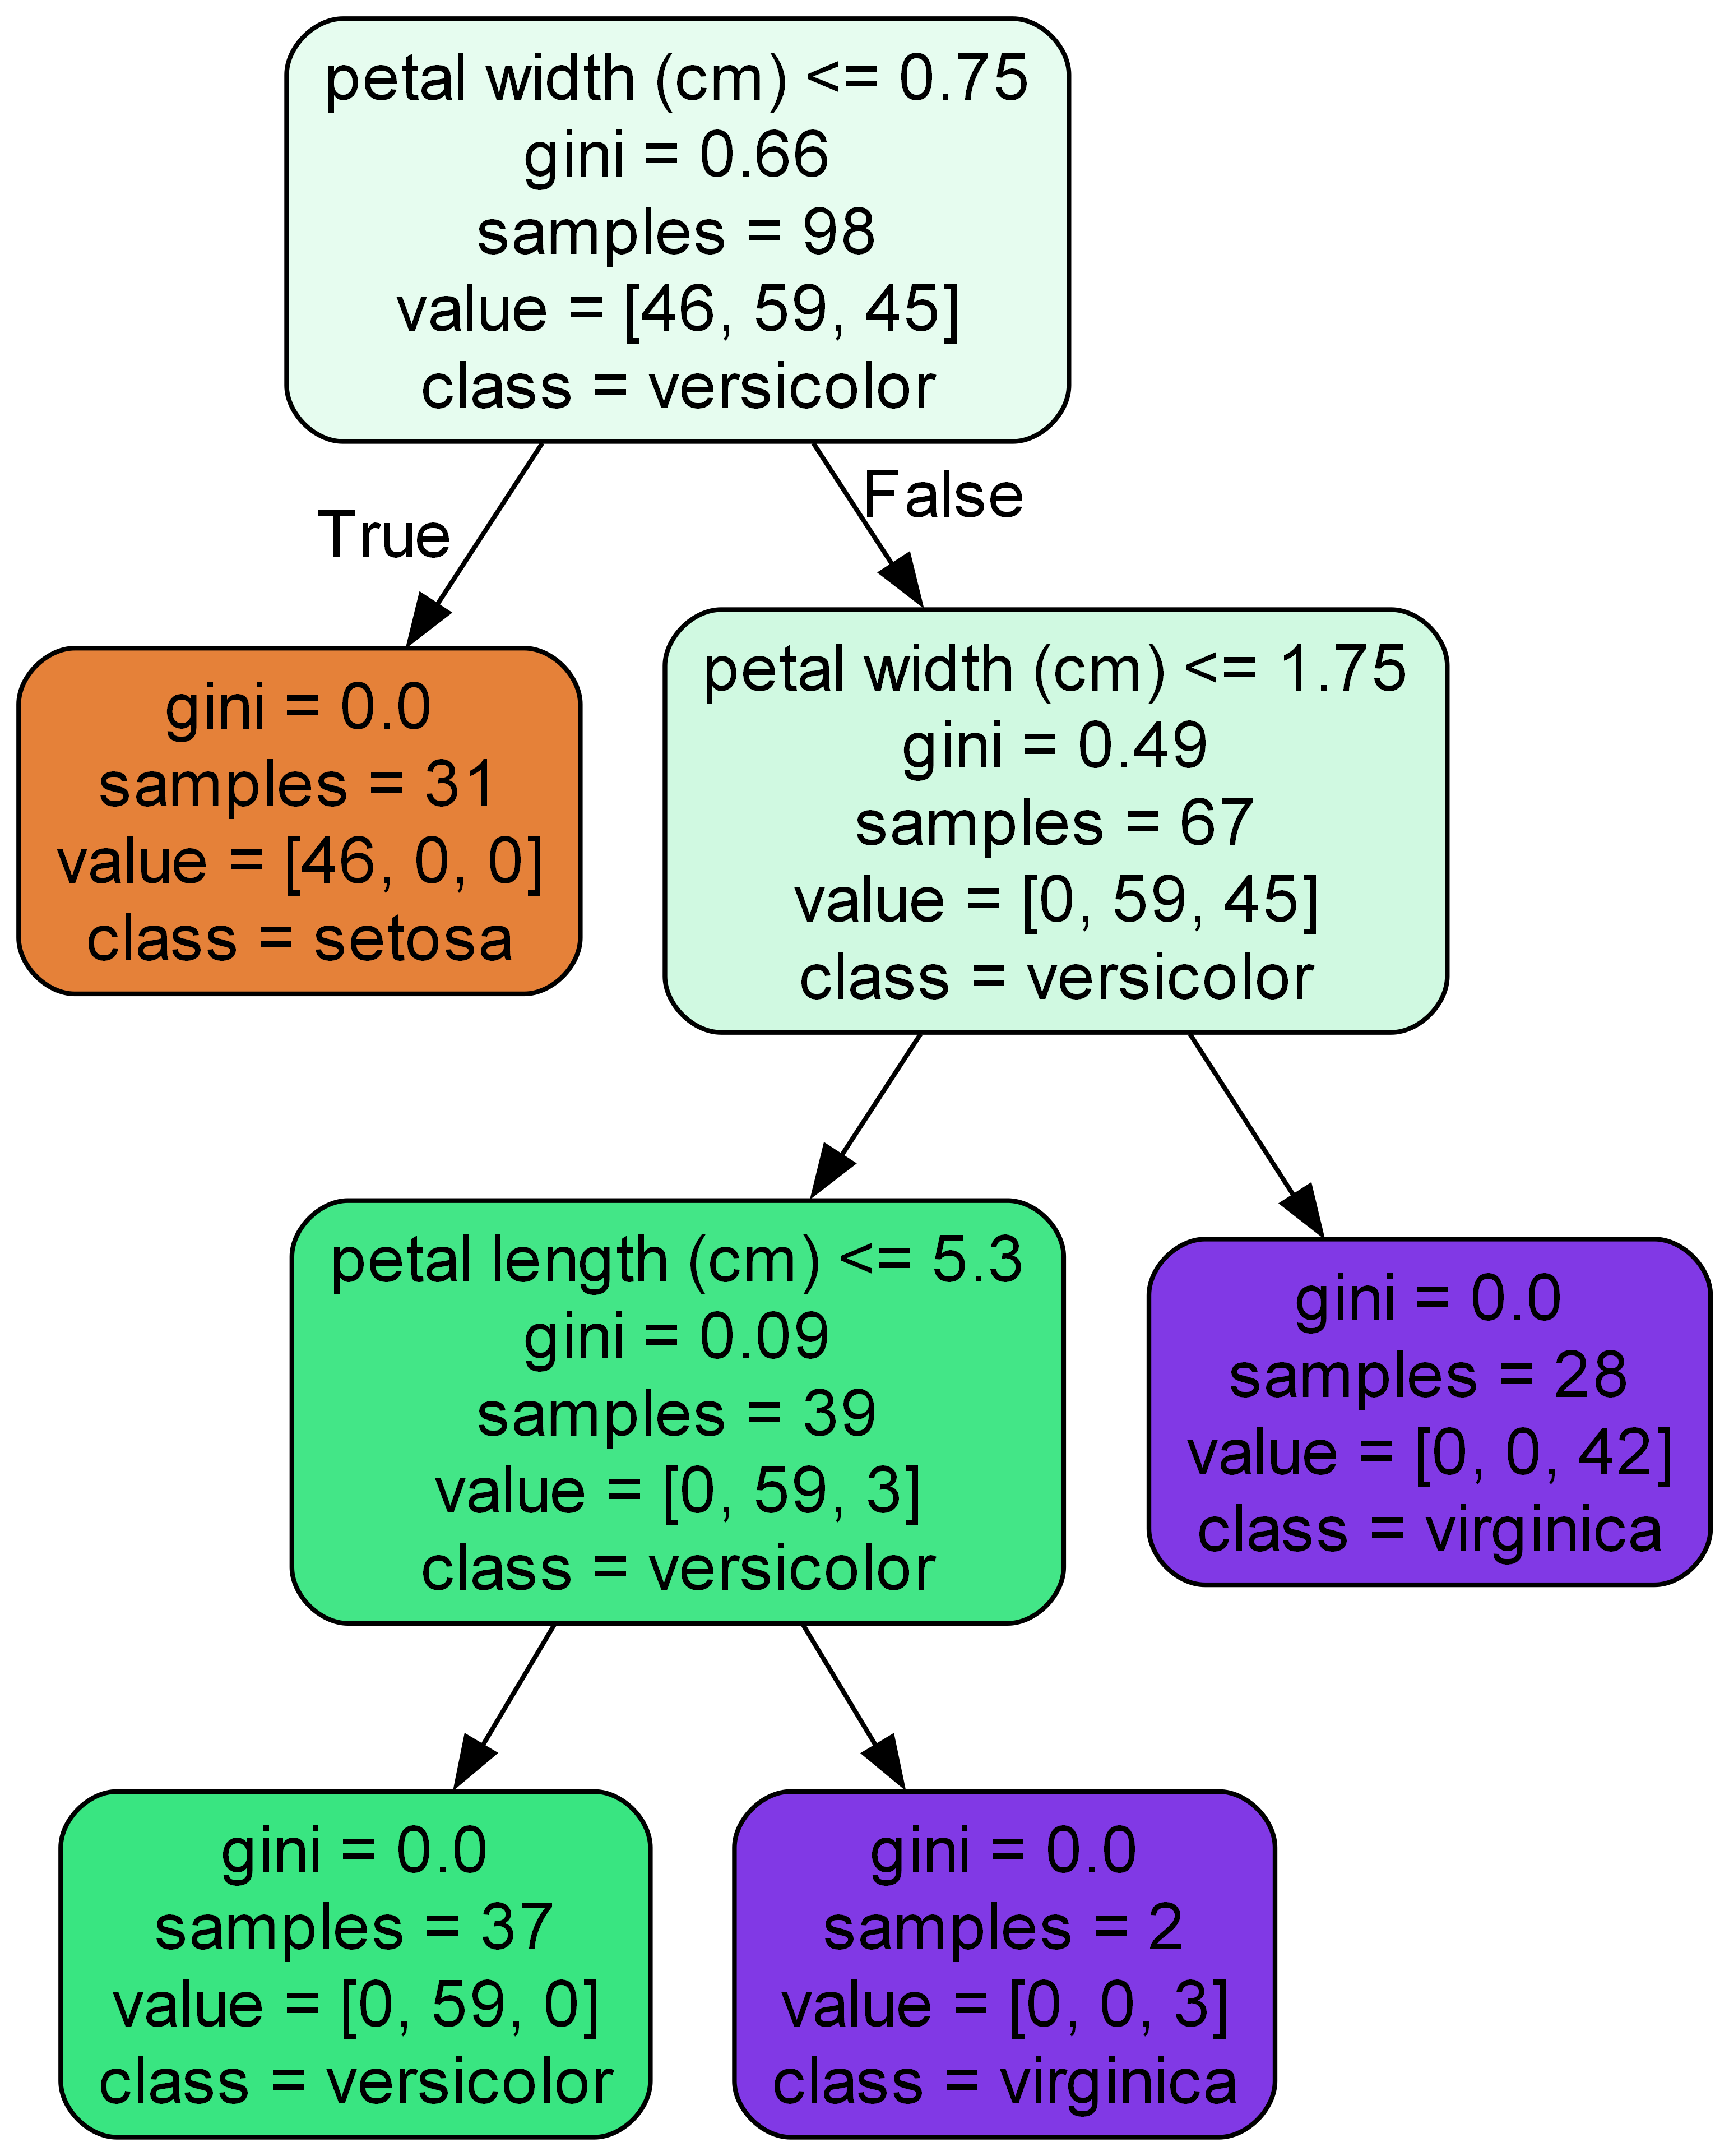 petal width (cm) <= 0.75
gini = 0.66
samples = 98
value = [46, 59, 45]
class = versicolor
True
False
gini = 0.0
samples = 31
value = [46, 0, 0]
class = setosa
petal width (cm) <= 1.75
gini = 0.49
samples = 67
value = [0, 59, 45]
class = versicolor
petal length (cm) <= 5.3
gini = 0.09
samples = 39
value = [0, 59, 3]
class = versicolor
gini = 0.0
samples = 28
value = [0, 0, 42]
class = virginica
gini = 0.0
samples = 37
value = [0, 59, 0]
class = versicolor
gini = 0.0
samples = 2
value = [0, 0, 3]
class = virginica